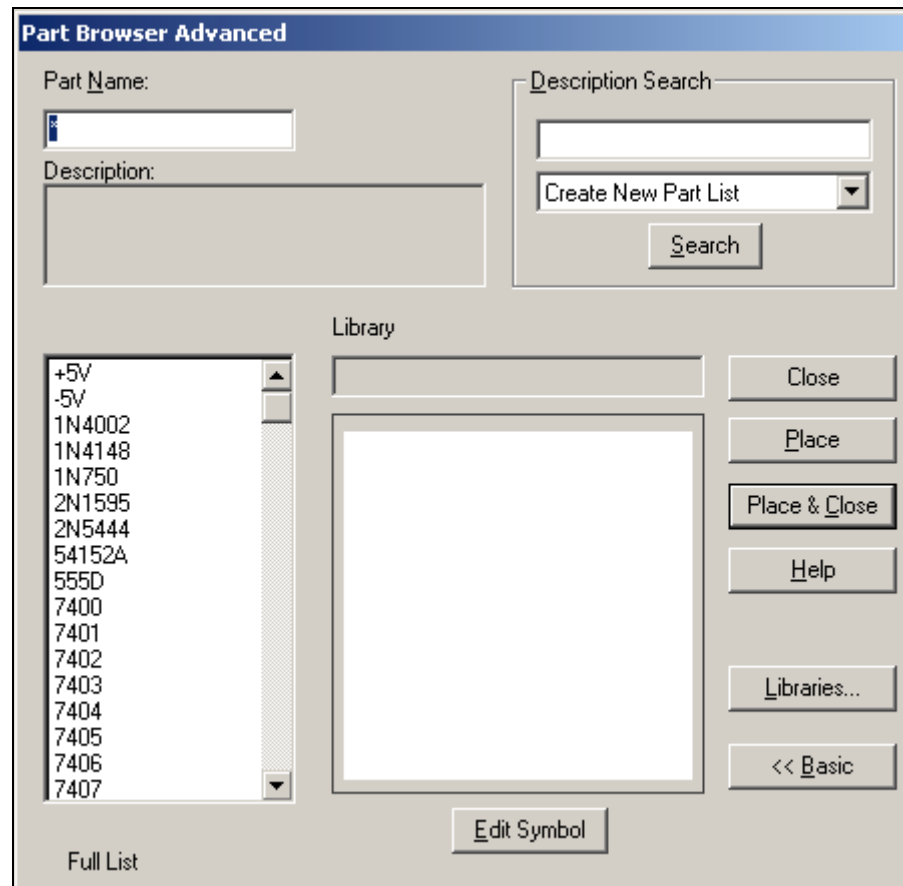 Part Browser Advanced
Part Name:
*
Description:
Description Search
Create New Part List
Search
Library
+5V
-5V
1N4002
1N4148
1N750
2N1595
2N5444
54152A
555D
7400
7401
7402
7403
7404
7405
7406
7407
Full List
Edit Symbol
Close
Place
Place & Close
Help
Libraries...
<< Basic